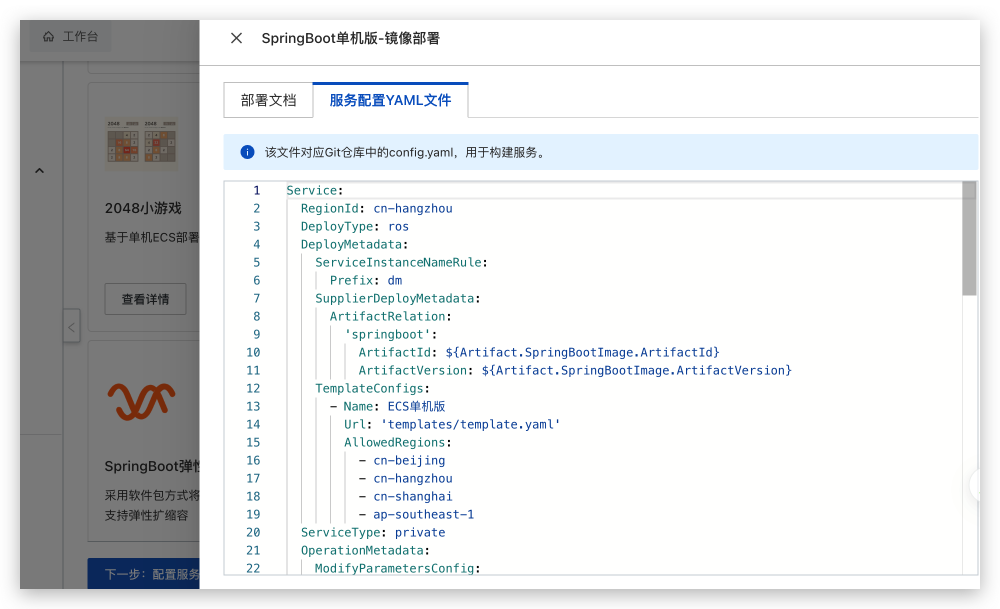 工作台
SpringBoot单机版-镜像部署
部署文档
服务配置YAML文件
该文件对应Git仓库中的config.yaml，用于构建服务。
2048小游戏
基于单机ECS部署
查看详情
SpringBoot弹性
采用软件包方式将
支持弹性扩缩容
下一步：配置服务
1 Service:
2 RegionId: cn-hangzhou
3 DeployType: ros
4 DeployMetadata:
5 ServiceInstanceNameRule:
6 Prefix: dm
7 SupplierDeployMetadata:
8 ArtifactRelation:
9 'springboot':
10 ArtifactId: ${Artifact.SpringBootImage.ArtifactId}
11 ArtifactVersion: ${Artifact.SpringBootImage.ArtifactVersion}
12 TemplateConfigs:
13 - Name: ECS单机版
14 Url: 'templates/template.yaml'
15 AllowedRegions:
16 - cn-beijing
17 - cn-hangzhou
18 - cn-shanghai
19 - ap-southeast-1
20 ServiceType: private
21 OperationMetadata:
22 ModifyParametersConfig: